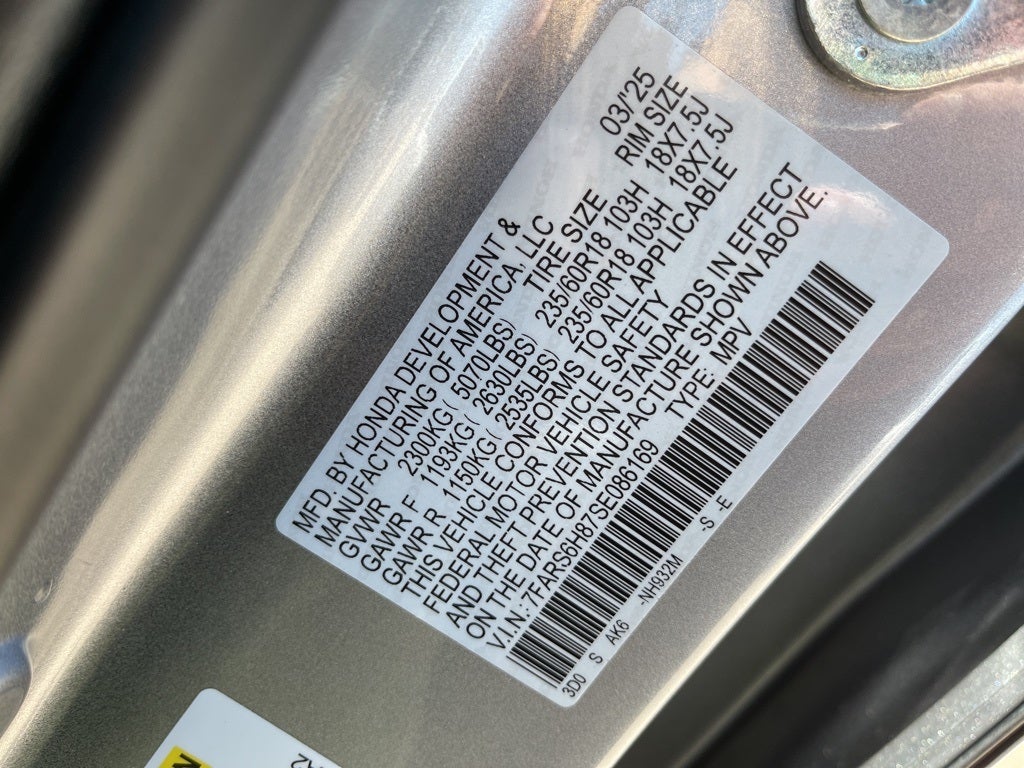 MFD. BY HONDA DEVELOPMENT & 03/'25
MANUFACTURING OF AMERICA, LLC
GVWR 2300KG( 5070LBS) TIRE SIZE RIM SIZE
GAWR F 1193KG( 2630LBS) 235/60R18 103H 18X7.5J
GAWR R 1150KG( 2535LBS) 235/60R18 103H 18X7.5J
THIS VEHICLE CONFORMS TO ALL APPLICABLE
FEDERAL MOTOR VEHICLE SAFETY
AND THEFT PREVENTION STANDARDS IN EFFECT
ON THE DATE OF MANUFACTURE SHOWN ABOVE.
V.I.N.: 7FARS6H87SE086169 TYPE: MPV
3D0 S AK6 -NH932M S -E